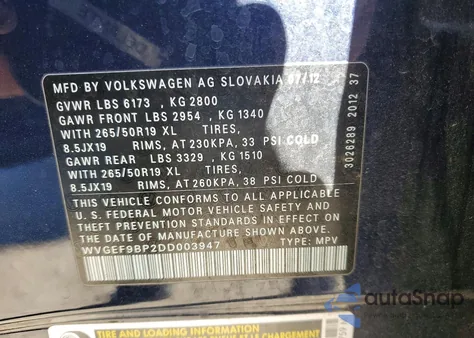 MFD BY VOLKSWAGEN AG SLOVAKIA 07/12
GVWR LBS 6173 , KG 2800
GAWR FRONT LBS 2954 , KG 1340
WITH 265/50R19 XL TIRES,
8.5JX19 RIMS, AT 230KPA, 33 PSI COLD
GAWR REAR LBS 3329 , KG 1510
WITH 265/50R19 XL TIRES,
8.5JX19 RIMS, AT 260KPA, 38 PSI COLD
THIS VEHICLE CONFORMS TO ALL APPLICABLE
U. S. FEDERAL MOTOR VEHICLE SAFETY AND
THEFT PREVENTION STANDARDS IN EFFECT ON
THE DATE OF MANUFACTURE SHOWN ABOVE.
WVGEF9BP2DD003947 TYPE: MPV
3026289 2012 37
autoSnap
TIRE AND LOADING INFORMATION